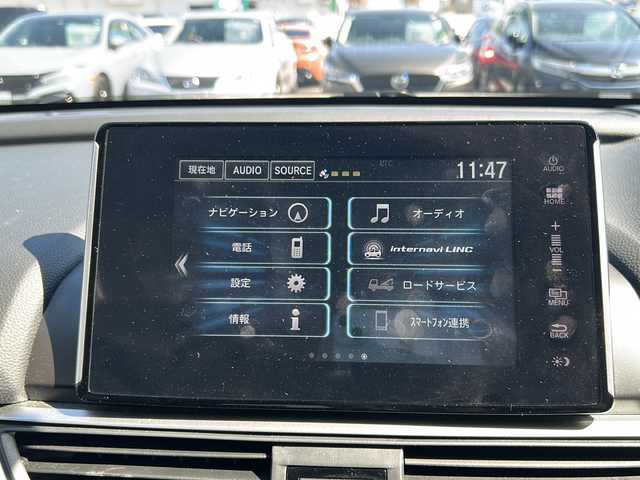 現在地 AUDIO SOURCE ETC 11:47
ナビゲーション
オーディオ
電話
internavi LINC
設定
ロードサービス
情報
スマートフォン連携
AUDIO
HOME
+
VOL
−
MENU
BACK